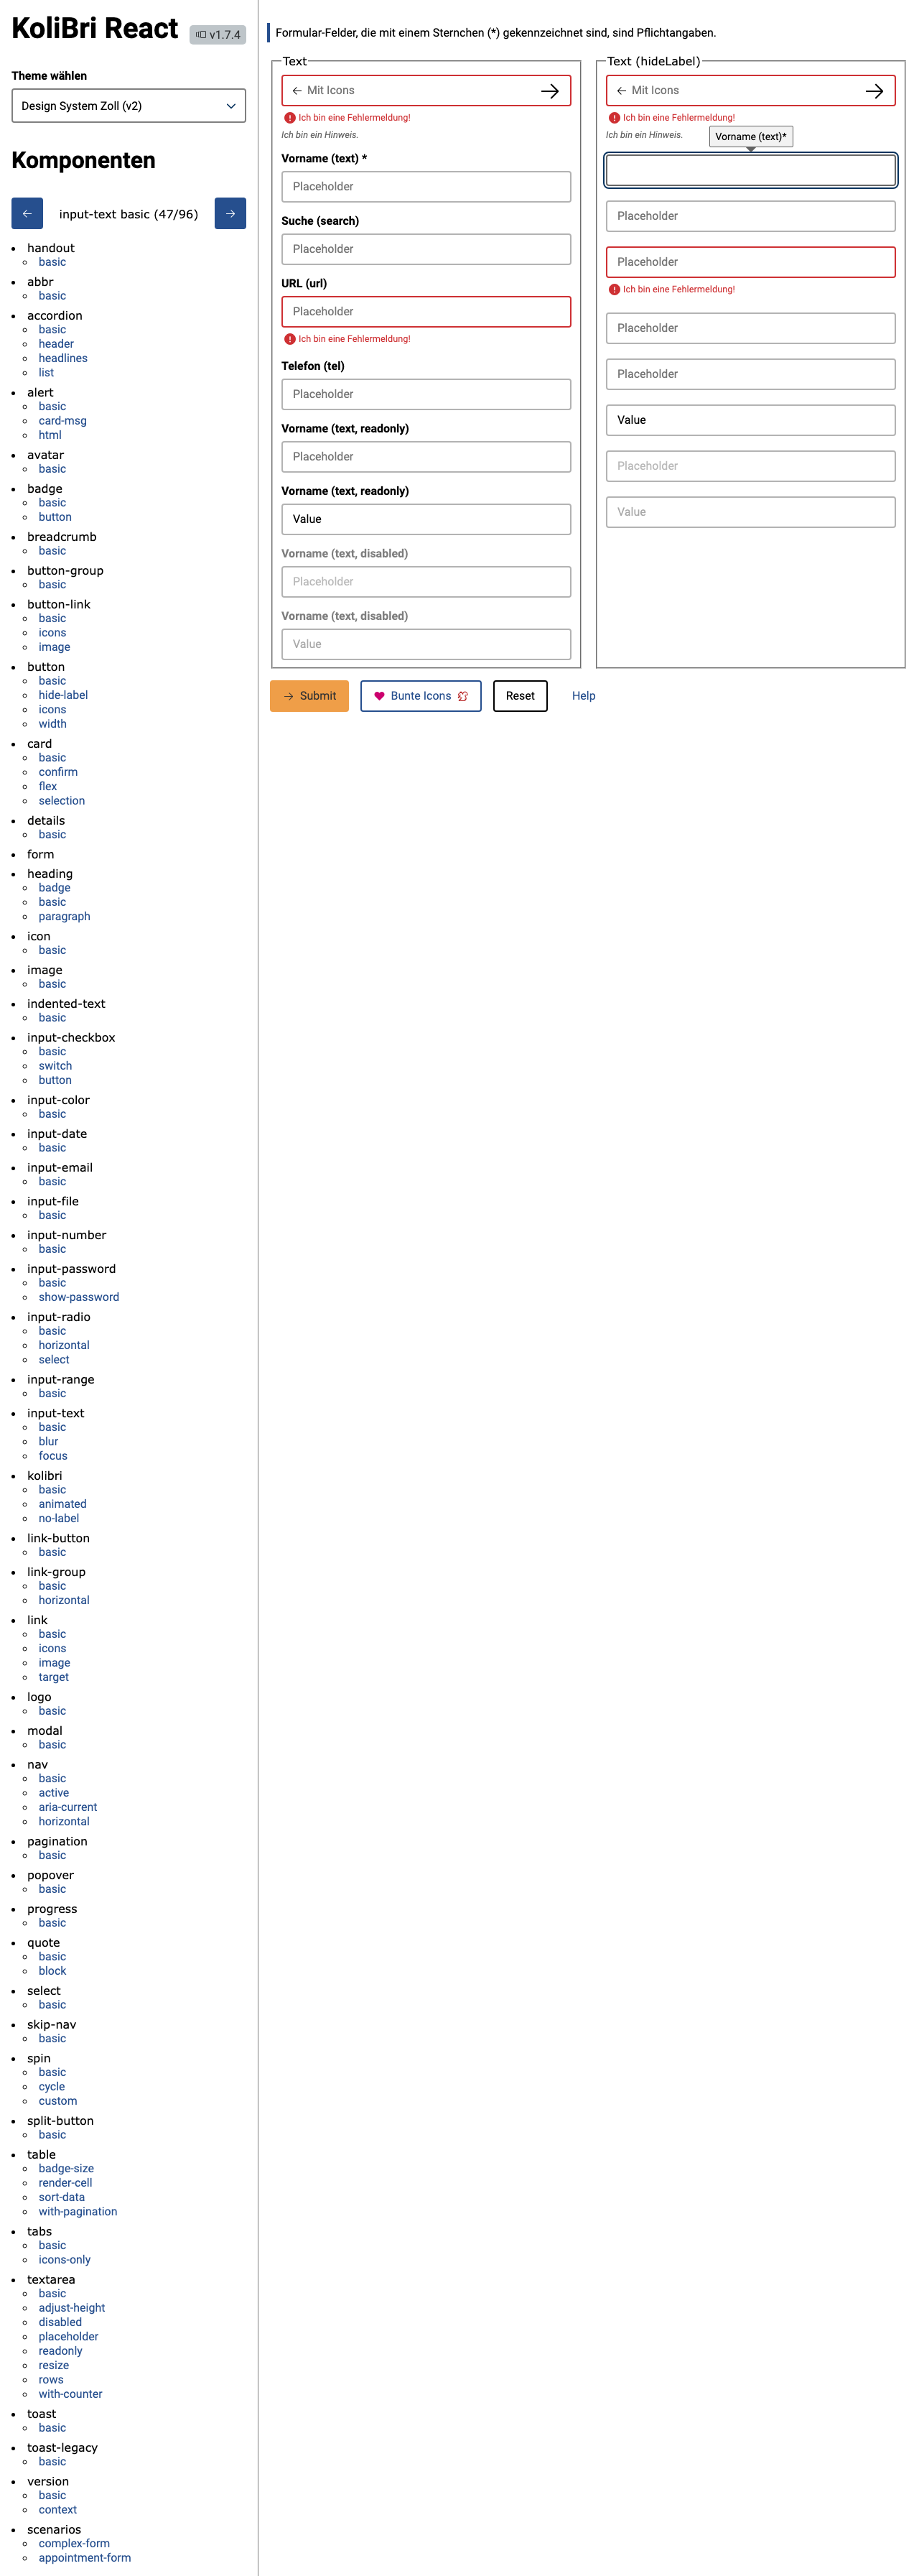 KoliBri React
v1.7.4
Theme wählen
Design System Zoll (v2)
Komponenten
input-text basic (47/96)
handout
basic
abbr
basic
accordion
basic
header
headlines
list
alert
basic
card-msg
html
avatar
basic
badge
basic
button
breadcrumb
basic
button-group
basic
button-link
basic
icons
image
button
basic
hide-label
icons
width
card
basic
confirm
flex
selection
details
basic
form
heading
badge
basic
paragraph
icon
basic
image
basic
indented-text
basic
input-checkbox
basic
switch
button
input-color
basic
input-date
basic
input-email
basic
input-file
basic
input-number
basic
input-password
basic
show-password
input-radio
basic
horizontal
select
input-range
basic
input-text
basic
blur
focus
kolibri
basic
animated
no-label
link-button
basic
link-group
basic
horizontal
link
basic
icons
image
target
logo
basic
modal
basic
nav
basic
active
aria-current
horizontal
pagination
basic
popover
basic
progress
basic
quote
basic
block
select
basic
skip-nav
basic
spin
basic
cycle
custom
split-button
basic
table
badge-size
render-cell
sort-data
with-pagination
tabs
basic
icons-only
textarea
basic
adjust-height
disabled
placeholder
readonly
resize
rows
with-counter
toast
basic
toast-legacy
basic
version
basic
context
scenarios
complex-form
appointment-form
Formular-Felder, die mit einem Sternchen (*) gekennzeichnet sind, sind Pflichtangaben.
Text
Mit Icons
Ich bin eine Fehlermeldung!
Ich bin ein Hinweis.
Vorname (text) *
Placeholder
Suche (search)
Placeholder
URL (url)
Placeholder
Ich bin eine Fehlermeldung!
Telefon (tel)
Placeholder
Vorname (text, readonly)
Placeholder
Vorname (text, readonly)
Value
Vorname (text, disabled)
Placeholder
Vorname (text, disabled)
Value
Text (hideLabel)
Mit Icons
Ich bin eine Fehlermeldung!
Ich bin ein Hinweis.
Vorname (text)*
Placeholder
Placeholder
Ich bin eine Fehlermeldung!
Placeholder
Placeholder
Value
Placeholder
Value
Submit
Bunte Icons
Reset
Help